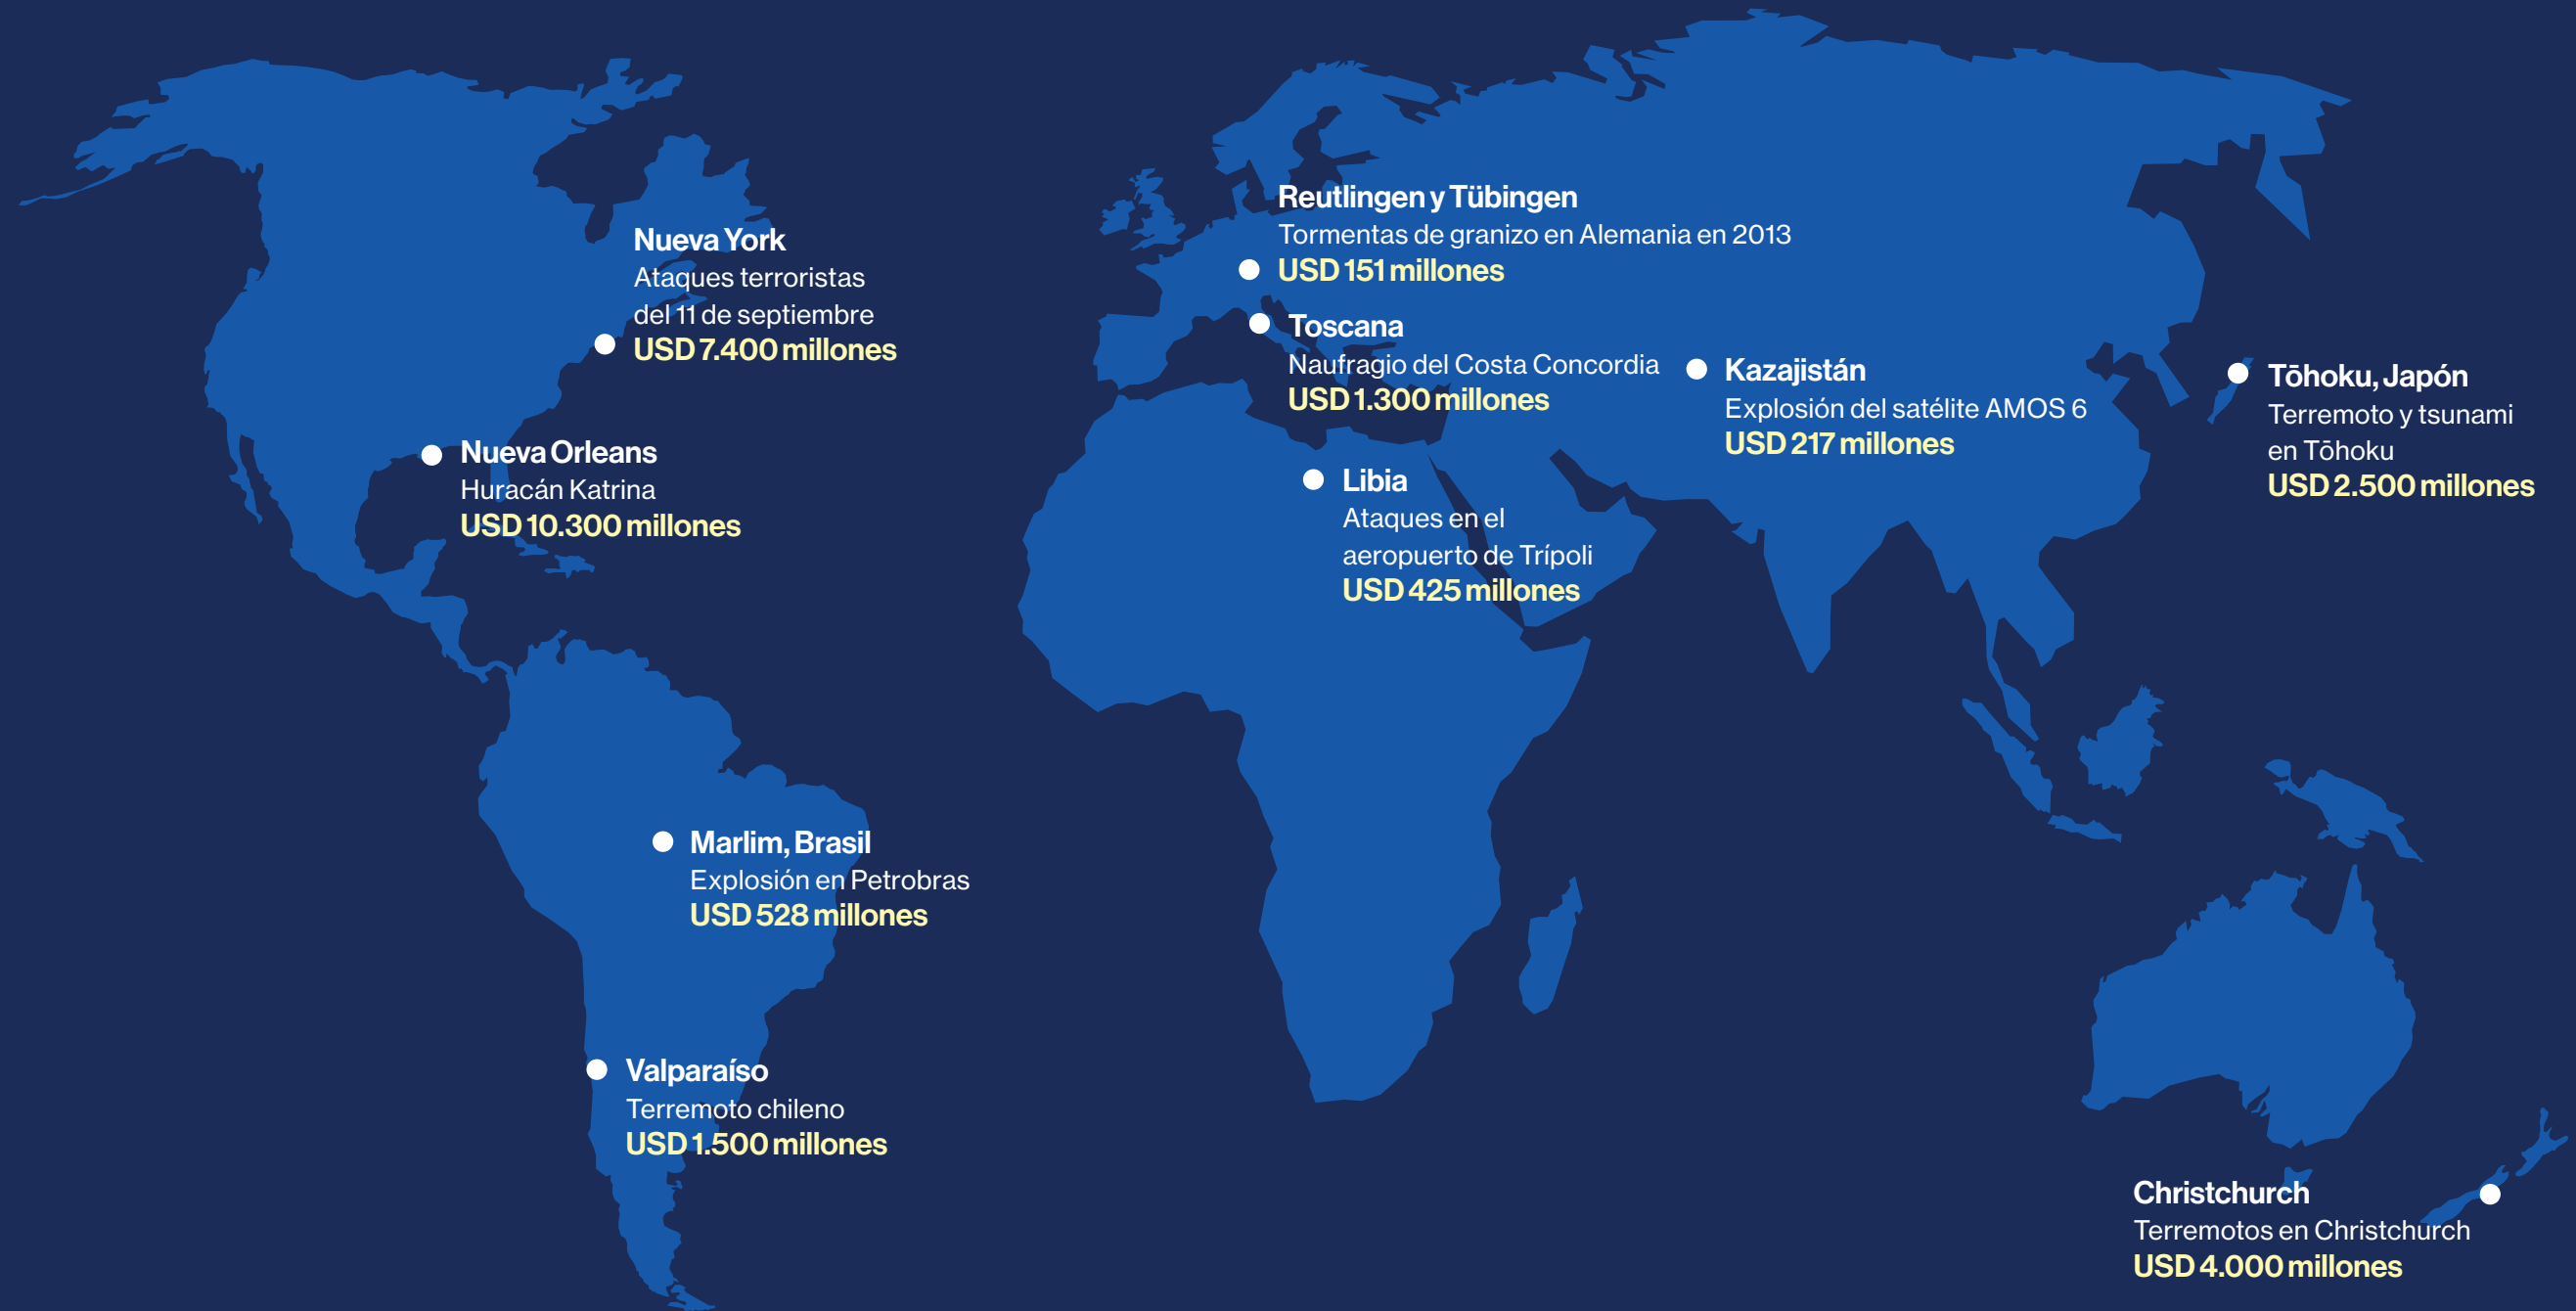 Nueva York
Ataques terroristas
del 11 de septiembre
USD 7.400 millones
Nueva Orleans
Huracán Katrina
USD 10.300 millones
Marlim, Brasil
Explosión en Petrobras
USD 528 millones
Valparaíso
Terremoto chileno
USD 1.500 millones
Reutlingen y Tübingen
Tormentas de granizo en Alemania en 2013
USD 151 millones
Toscana
Naufragio del Costa Concordia
USD 1.300 millones
Kazajistán
Explosión del satélite AMOS 6
USD 217 millones
Libia
Ataques en el
aeropuerto de Trípoli
USD 425 millones
Tōhoku, Japón
Terremoto y tsunami
en Tōhoku
USD 2.500 millones
Christchurch
Terremotos en Christchurch
USD 4.000 millones